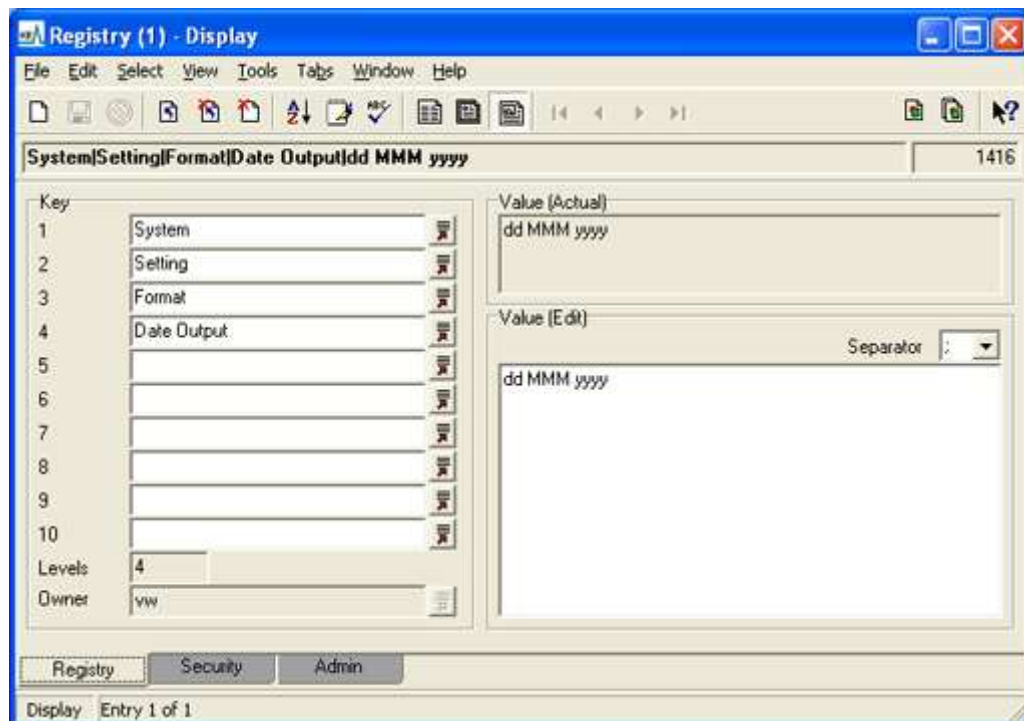 Registry (1) - Display
File Edit Select View Tools Tabs Window Help
System|Setting|Format|Date Output|dd MMM yyyy 1416
Key
1 System
2 Setting
3 Format
4 Date Output
5
6
7
8
9
10
Levels 4
Owner vw
Value (Actual)
dd MMM yyyy
Value (Edit)
Separator ;
dd MMM yyyy
Registry Security Admin
Display Entry 1 of 1